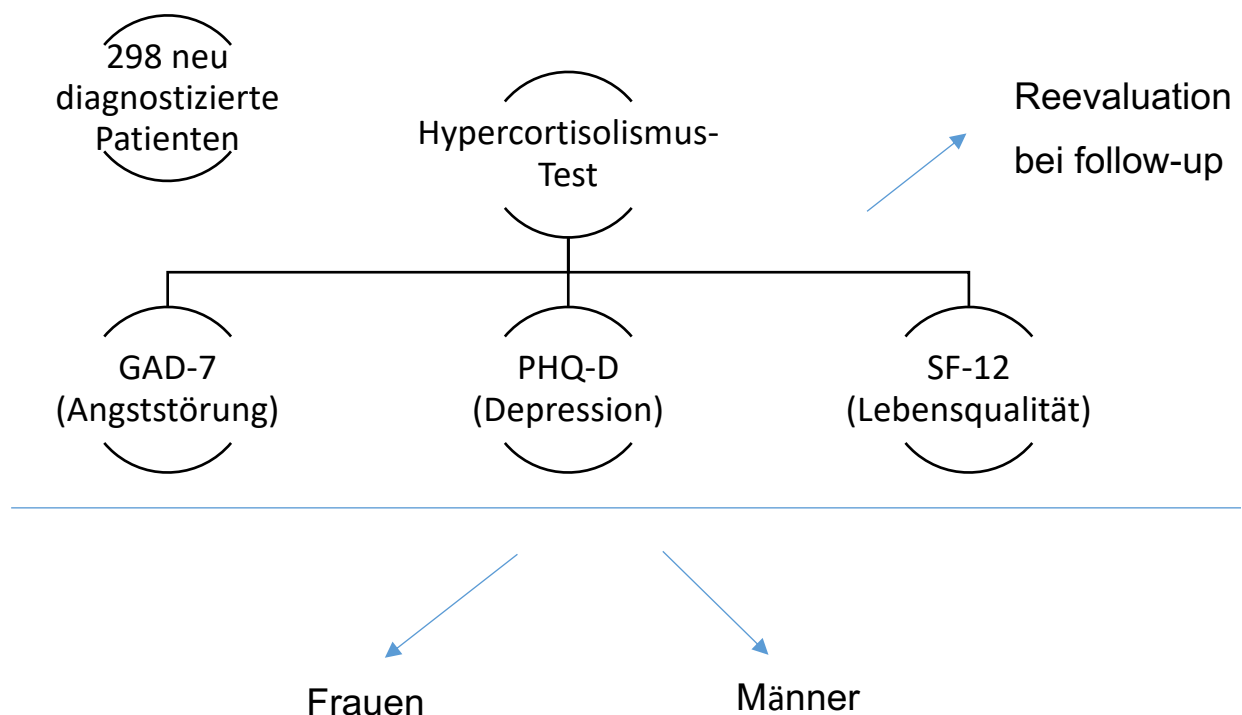 298 neu
diagnostizierte
Patienten
Hypercortisolismus-
Test
Reevaluation
bei follow-up
GAD-7
(Angststörung)
PHQ-D
(Depression)
SF-12
(Lebensqualität)
Frauen
Männer